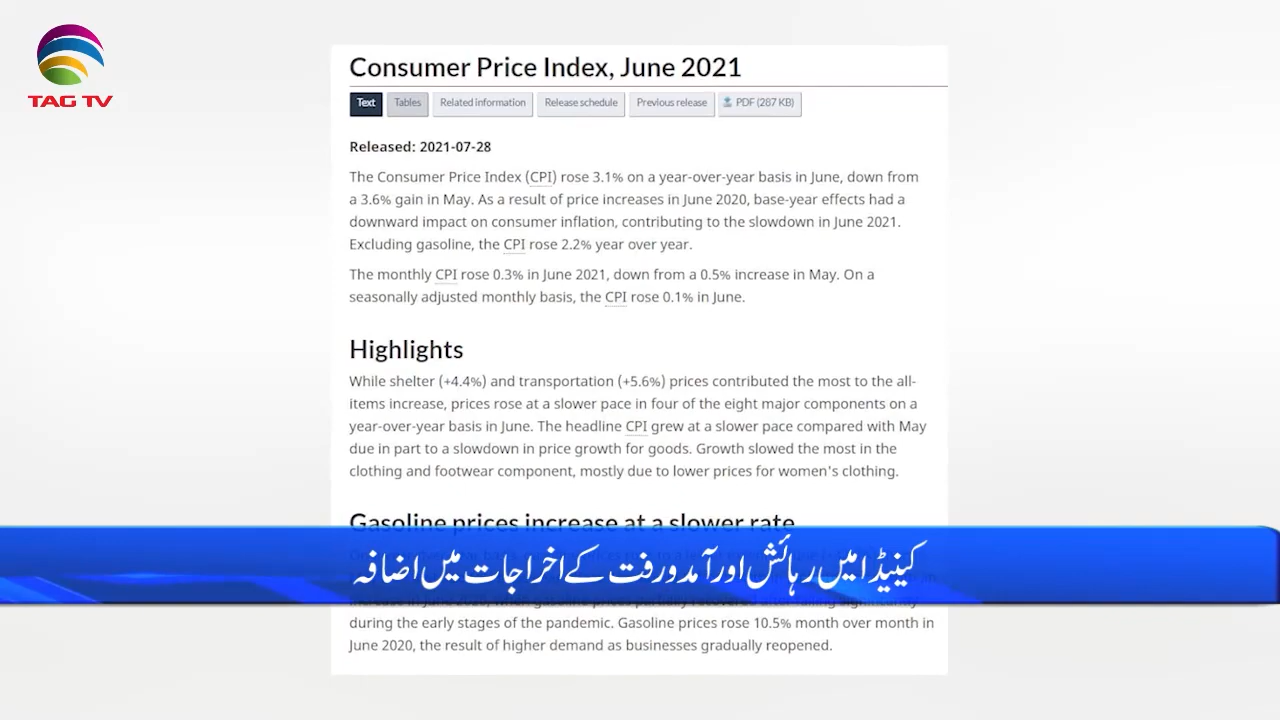 TAG TV
Consumer Price Index, June 2021
Text Tables Related information Release schedule Previous release PDF (287 KB)
Released: 2021-07-28
The Consumer Price Index (CPI) rose 3.1% on a year-over-year basis in June, down from
a 3.6% gain in May. As a result of price increases in June 2020, base-year effects had a
downward impact on consumer inflation, contributing to the slowdown in June 2021.
Excluding gasoline, the CPI rose 2.2% year over year.
The monthly CPI rose 0.3% in June 2021, down from a 0.5% increase in May. On a
seasonally adjusted monthly basis, the CPI rose 0.1% in June.
Highlights
While shelter (+4.4%) and transportation (+5.6%) prices contributed the most to the all-
items increase, prices rose at a slower pace in four of the eight major components on a
year-over-year basis in June. The headline CPI grew at a slower pace compared with May
due in part to a slowdown in price growth for goods. Growth slowed the most in the
clothing and footwear component, mostly due to lower prices for women's clothing.
Gasoline prices increase at a slower rate
کینیڈا میں رہائش اور آمدورفت کے اخراجات میں اضافہ
during the early stages of the pandemic. Gasoline prices rose 10.5% month over month in
June 2020, the result of higher demand as businesses gradually reopened.